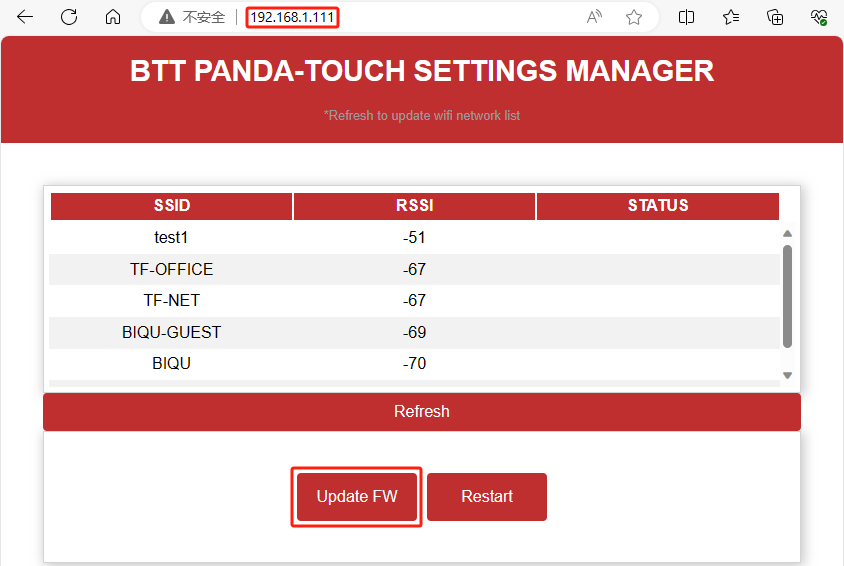 不安全 192.168.1.111
BTT PANDA-TOUCH SETTINGS MANAGER
*Refresh to update wifi network list
SSID RSSI STATUS
test1 -51
TF-OFFICE -67
TF-NET -67
BIQU-GUEST -69
BIQU -70
Refresh
Update FW Restart